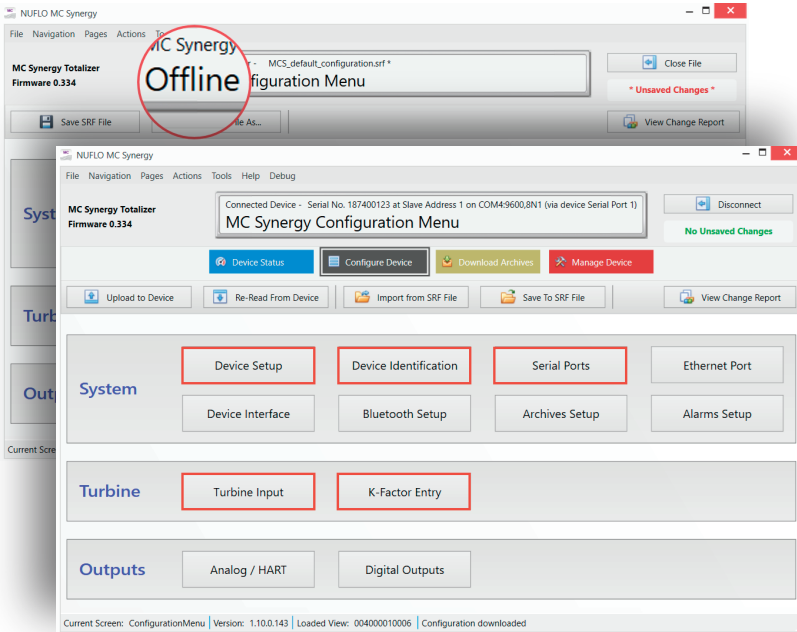 NUFLO MC Synergy
File Navigation Pages Actions
MC Synergy Totalizer
Firmware 0.334
MC Synergy
Offline
MCS_default_configuration.srf *
figuration Menu
Close File
* Unsaved Changes *
Save SRF File
File As...
View Change Report
Syst
Turb
Out
Current Scre
NUFLO MC Synergy
File Navigation Pages Actions Tools Help Debug
MC Synergy Totalizer
Firmware 0.334
Connected Device - Serial No. 187400123 at Slave Address 1 on COM4:9600,8N1 (via device Serial Port 1)
MC Synergy Configuration Menu
Disconnect
No Unsaved Changes
Device Status Configure Device Download Archives Manage Device
Upload to Device Re-Read From Device Import from SRF File Save To SRF File View Change Report
System
Device Setup Device Identification Serial Ports Ethernet Port
Device Interface Bluetooth Setup Archives Setup Alarms Setup
Turbine
Turbine Input K-Factor Entry
Outputs
Analog / HART Digital Outputs
Current Screen: ConfigurationMenu Version: 1.10.0.143 Loaded View: 004000010006 Configuration downloaded